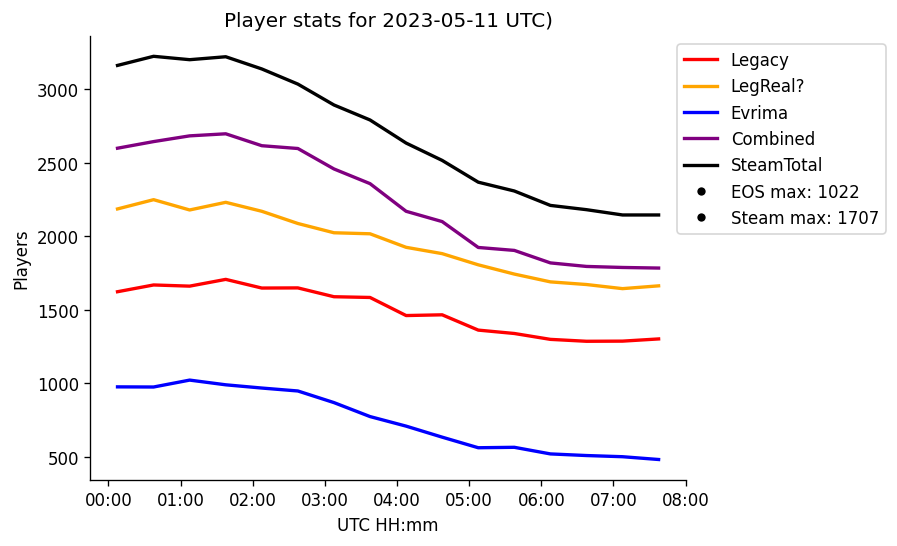 Player stats for 2023-05-11 UTC)
Legacy
LegReal?
Evrima
Combined
SteamTotal
EOS max: 1022
Steam max: 1707
Players
3000
2500
2000
1500
1000
500
00:00 01:00 02:00 03:00 04:00 05:00 06:00 07:00 08:00
UTC HH:mm